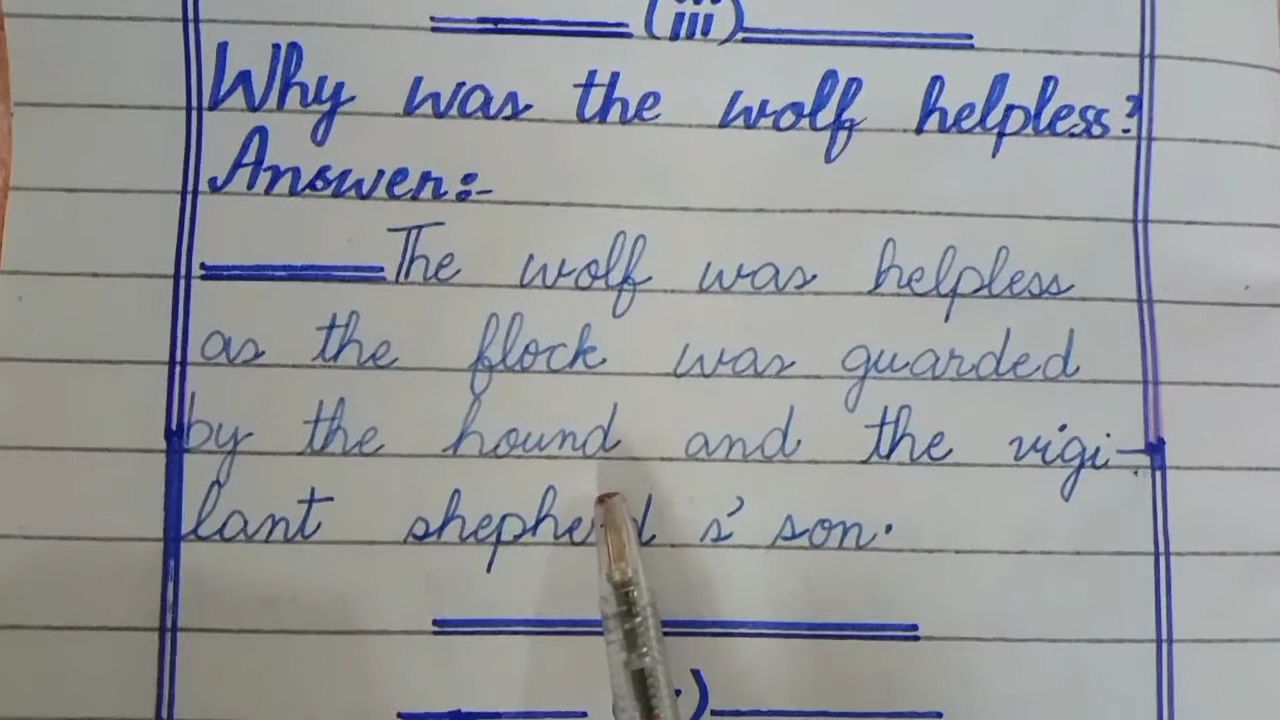 (iii)
Why was the wolf helpless?
Answer:-
The wolf was helpless
as the flock was guarded
by the hound and the vigi-
lant shepherd s' son.